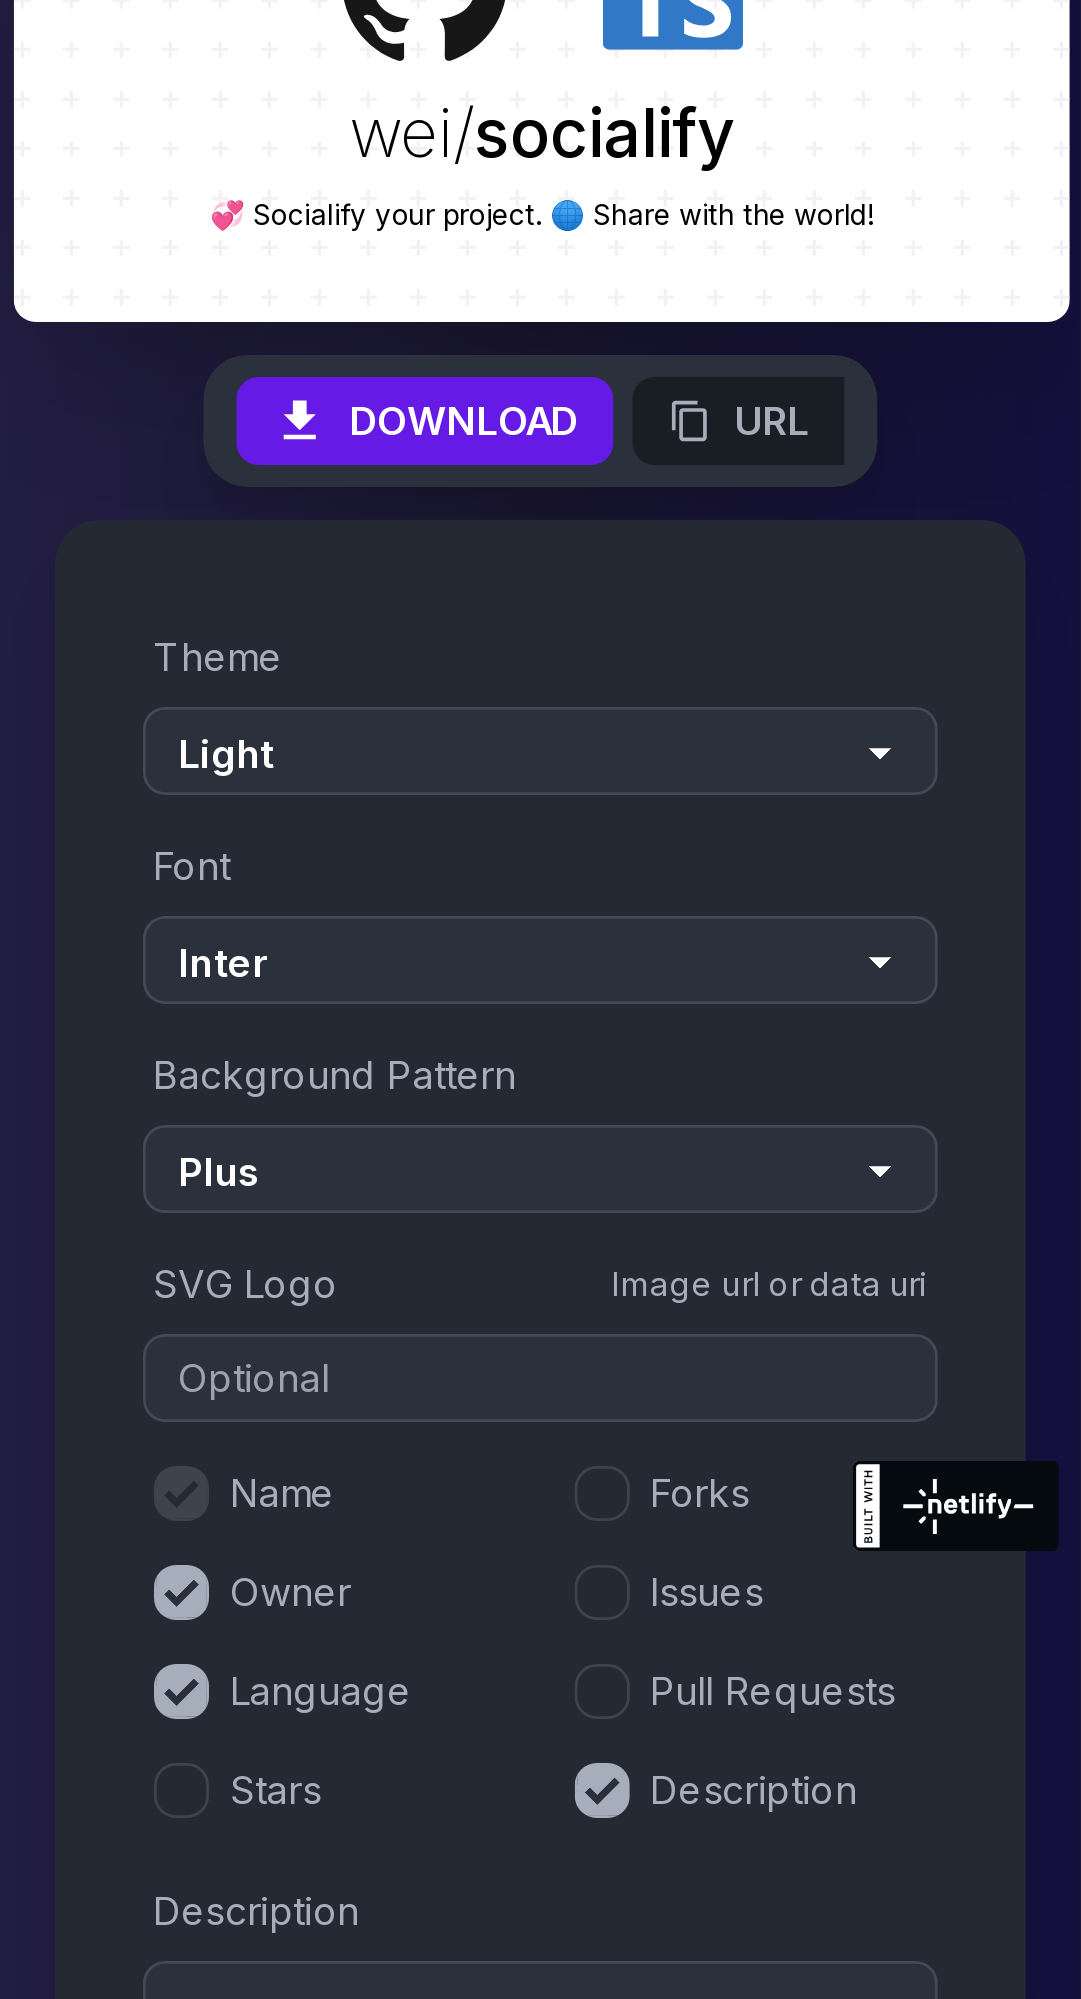 TS
wei/socialify
💞 Socialify your project. 🌐 Share with the world!
DOWNLOAD
URL
Theme
Light
Font
Inter
Background Pattern
Plus
SVG Logo
Image url or data uri
Optional
Name
Forks
BUILT WITH
netlify
Owner
Issues
Language
Pull Requests
Stars
Description
Description